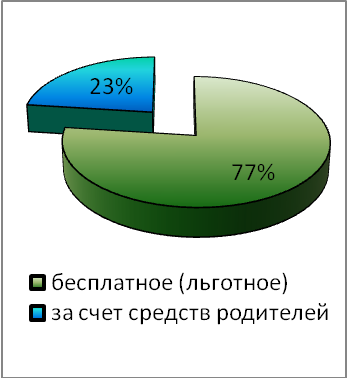 23%
77%
бесплатное (льготное)
за счет средств родителей